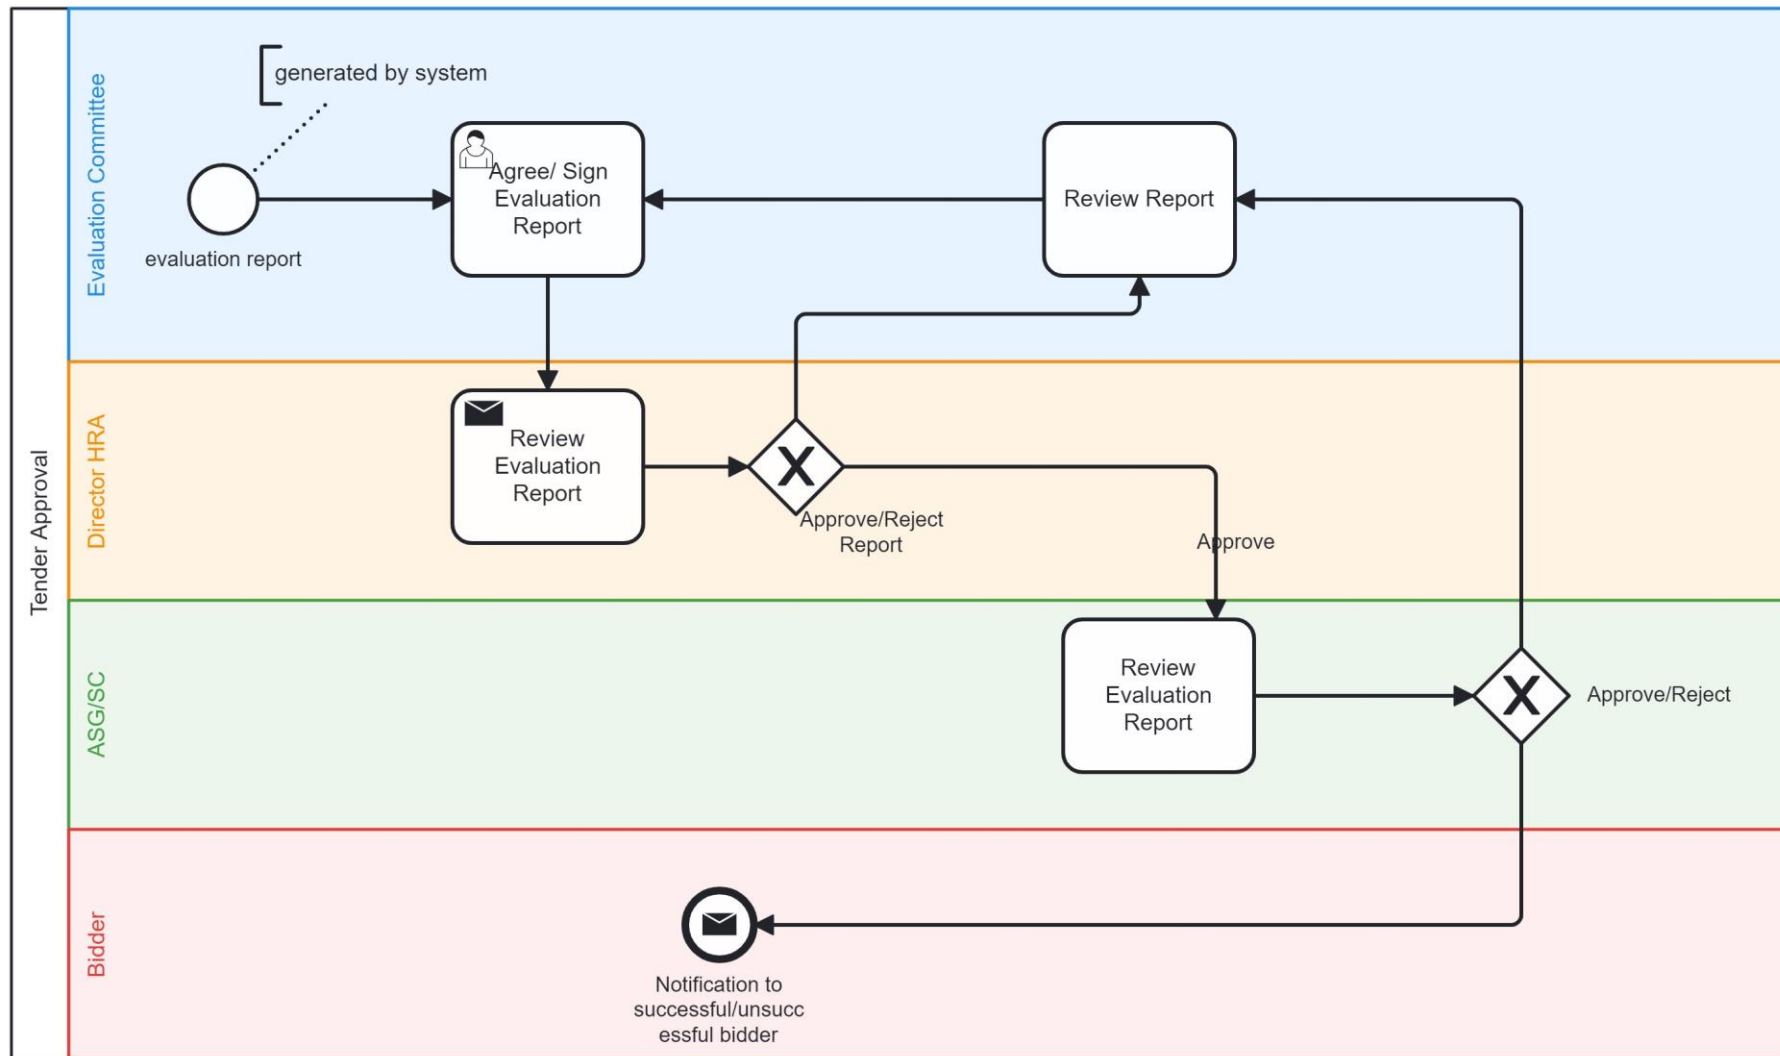 Tender Approval
Evaluation Committee
generated by system
evaluation report
Agree/ Sign
Evaluation
Report
Review Report
Director HRA
Review
Evaluation
Report
Approve/Reject
Report
Approve
ASG/SC
Review
Evaluation
Report
Approve/Reject
Bidder
Notification to
successful/unsucc
essful bidder